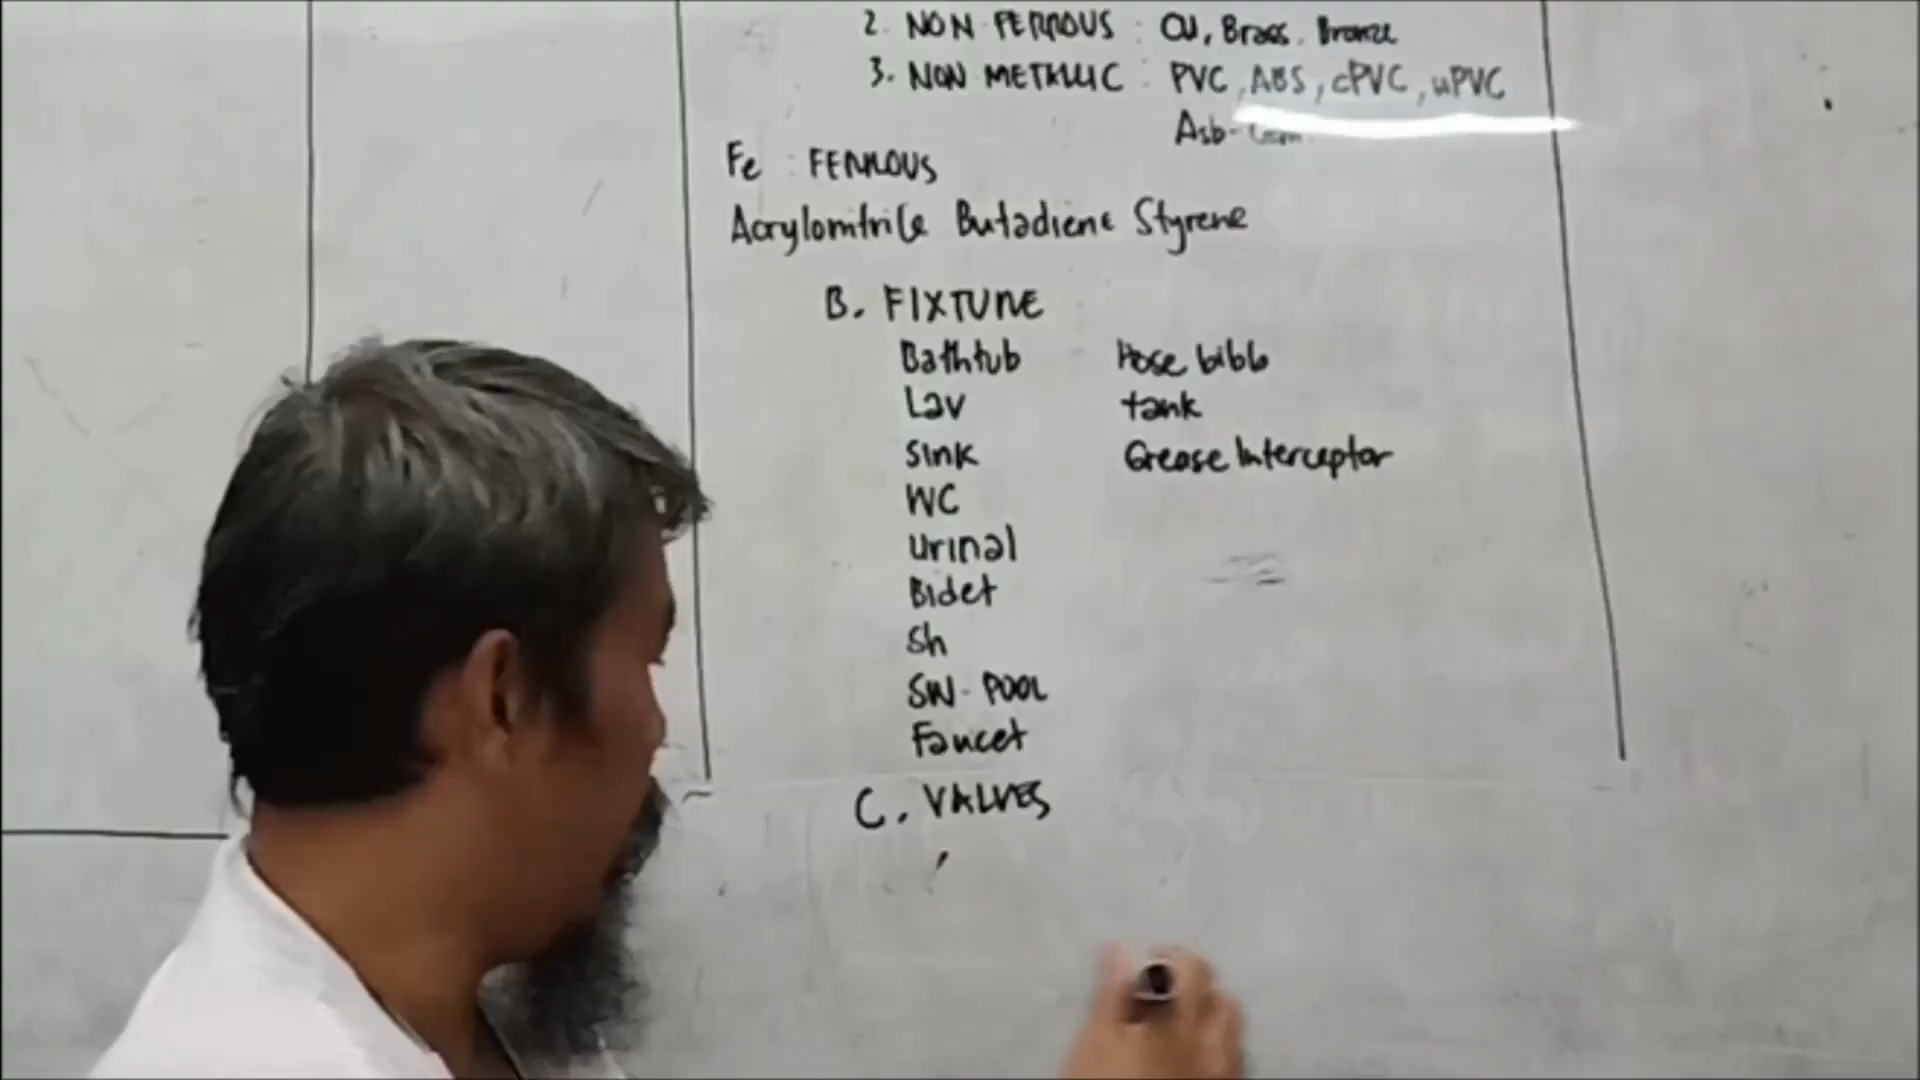 2. NON FERROUS : CU, Brass. Bronze
3. NON METALLIC : PVC, ABS, cPVC, uPVC
Asb-Cem
Fe : FERROUS
Acrylonitrile Butadiene Styrene
B. FIXTURE
Bathtub Hose bibb
Lav tank
Sink Grease Interceptor
WC
Urinal
Bidet
Sh
SW-POOL
Faucet
C. VALVES